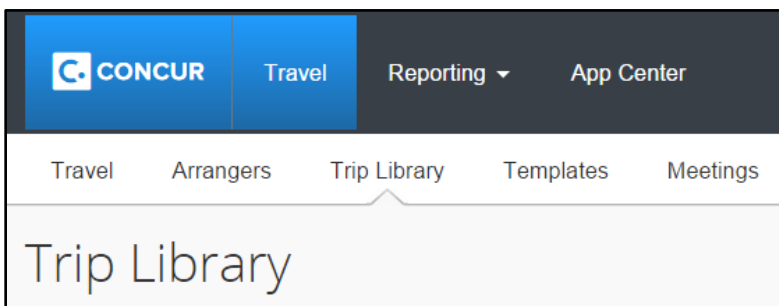 C. CONCUR Travel Reporting App Center
Travel Arrangers Trip Library Templates Meetings
Trip Library